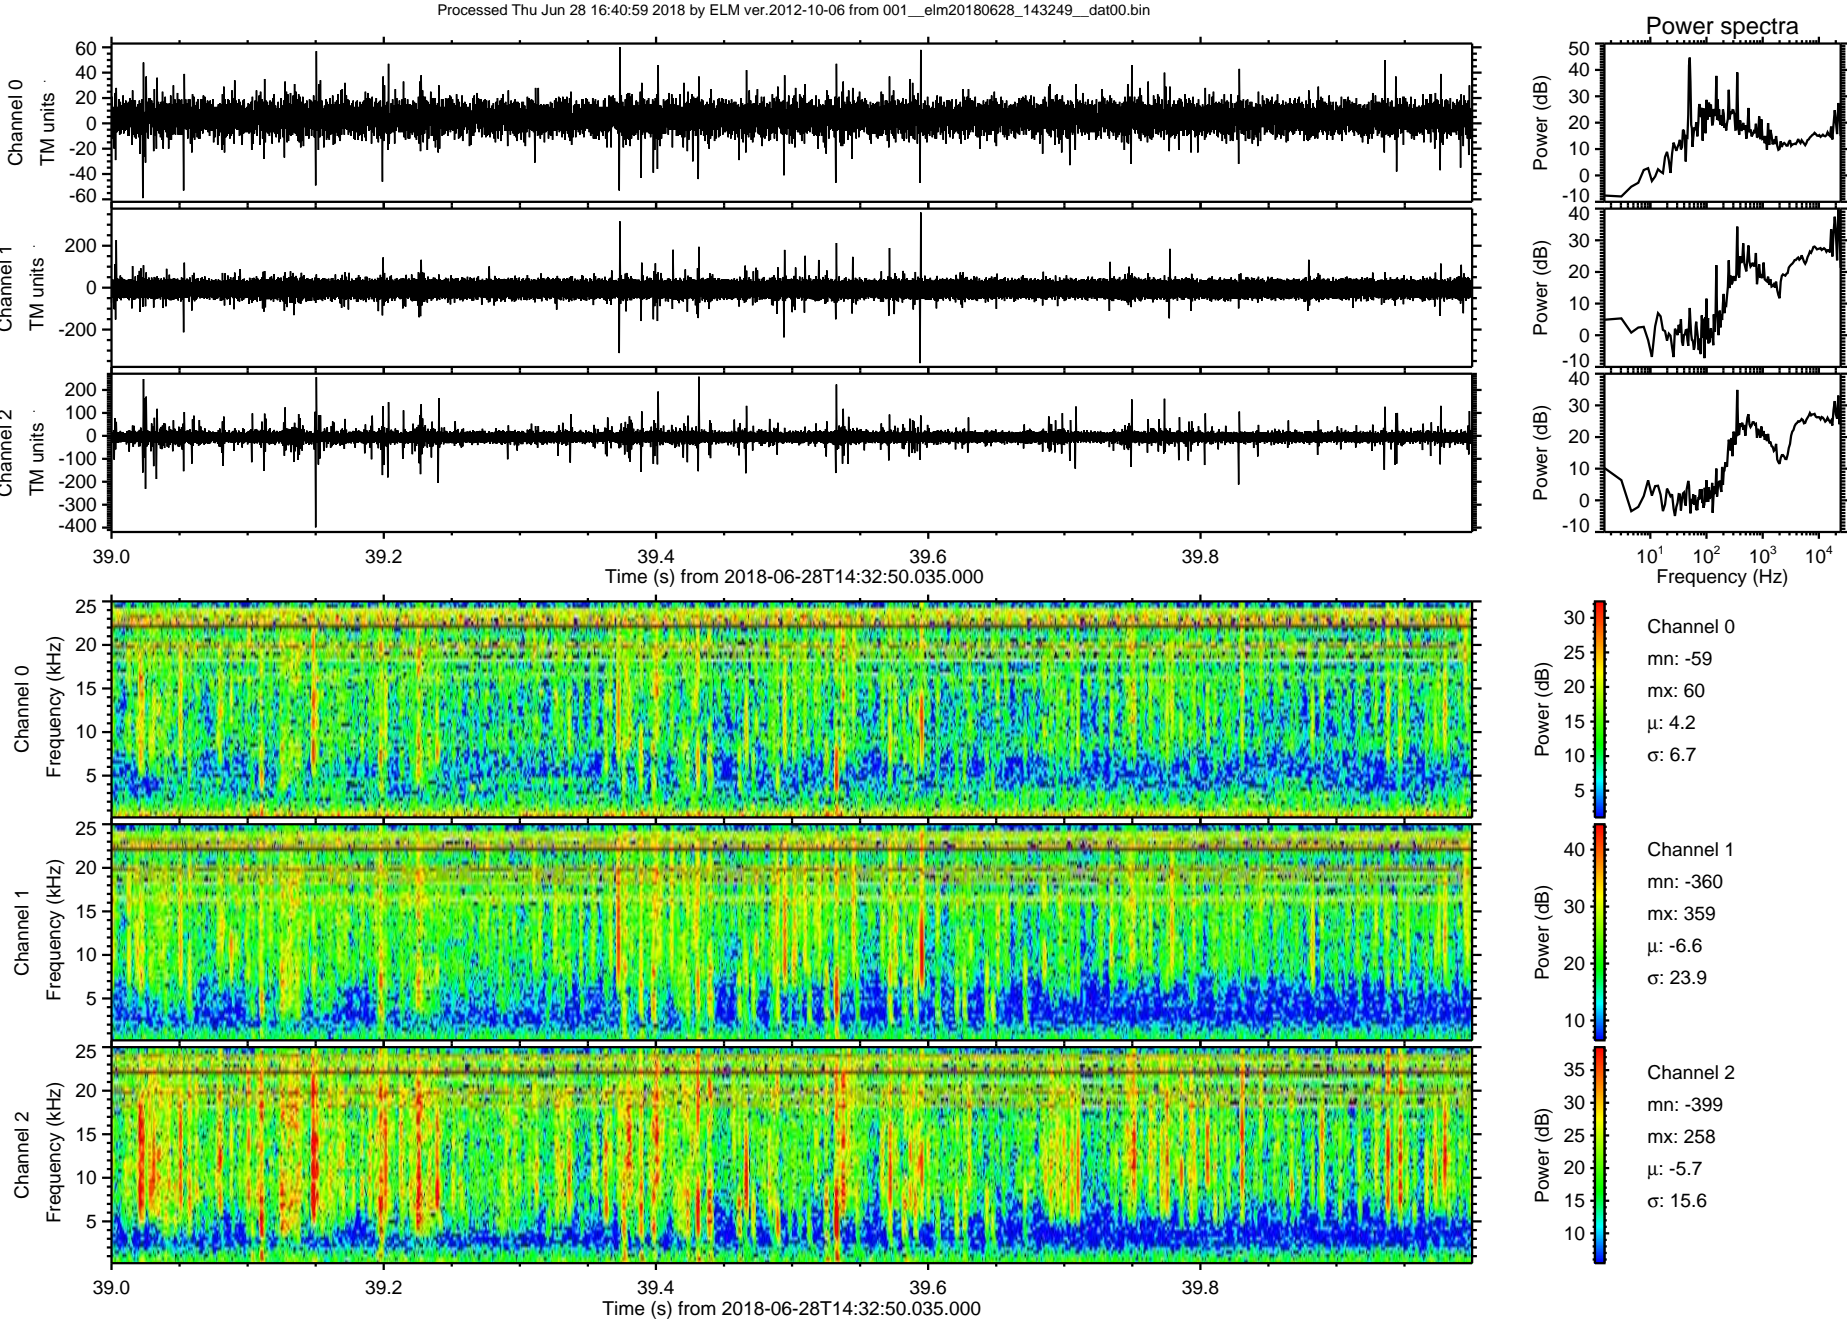 Processed Thu Jun 28 16:40:59 2018 by ELM ver.2012-10-06 from 001__elm20180628_143249__dat00.bin
Power spectra
Channel 0
TM units
60
40
20
0
-20
-40
-60
Power (dB)
50
40
30
20
10
0
-10
Channel 1
TM units
200
0
-200
Power (dB)
40
30
20
10
0
-10
Channel 2
TM units
200
100
0
-100
-200
-300
-400
Power (dB)
40
30
20
10
0
-10
39.0 39.2 39.4 39.6 39.8
Time (s) from 2018-06-28T14:32:50.035.000
10¹ 10² 10³ 10⁴
Frequency (Hz)
Channel 0
Frequency (kHz)
25
20
15
10
5
Power (dB)
30
25
20
15
10
5
Channel 0
mn: -59
mx: 60
μ: 4.2
σ: 6.7
Channel 1
Frequency (kHz)
25
20
15
10
5
Power (dB)
40
30
20
10
Channel 1
mn: -360
mx: 359
μ: -6.6
σ: 23.9
Channel 2
Frequency (kHz)
25
20
15
10
5
Power (dB)
35
30
25
20
15
10
Channel 2
mn: -399
mx: 258
μ: -5.7
σ: 15.6
39.0 39.2 39.4 39.6 39.8
Time (s) from 2018-06-28T14:32:50.035.000